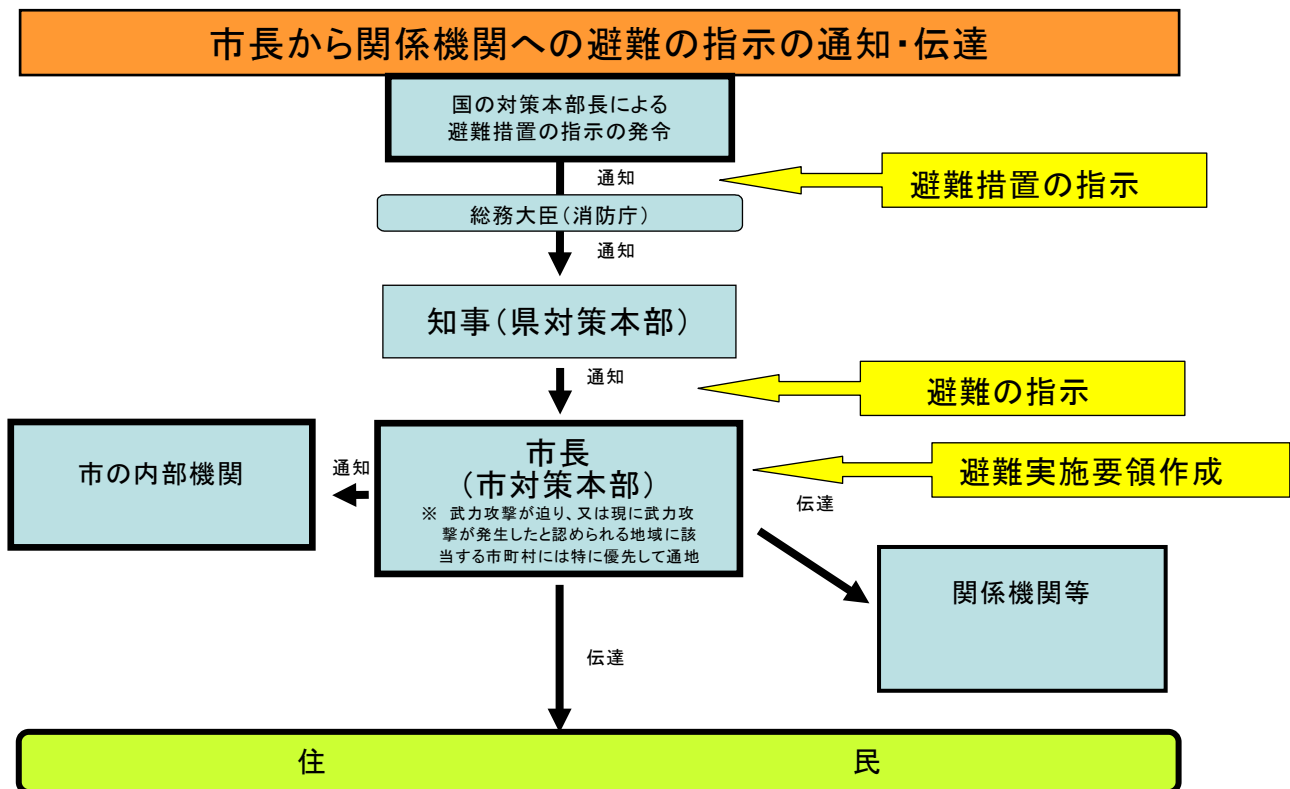 市長から関係機関への避難の指示の通知・伝達
国の対策本部長による
避難措置の指示の発令
通知
避難措置の指示
総務大臣（消防庁）
通知
知事（県対策本部）
通知
避難の指示
市の内部機関
通知
市長
（市対策本部）
※ 武力攻撃が迫り、又は現に武力攻
撃が発生したと認められる地域に該
当する市町村には特に優先して通地
避難実施要領作成
伝達
関係機関等
伝達
住 民